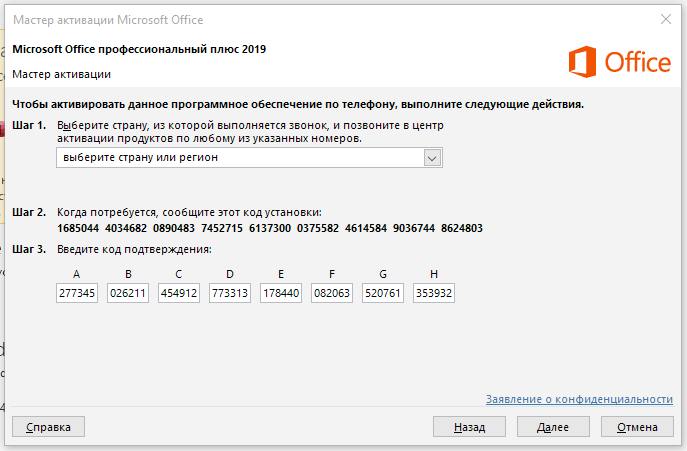 Мастер активации Microsoft Office
Microsoft Office профессиональный плюс 2019
Мастер активации
Office
Чтобы активировать данное программное обеспечение по телефону, выполните следующие действия.
Шаг 1. Выберите страну, из которой выполняется звонок, и позвоните в центр
активации продуктов по любому из указанных номеров.
выберите страну или регион
Шаг 2. Когда потребуется, сообщите этот код установки:
1685044 4034682 0890483 7452715 6137300 0375582 4614584 9036744 8624803
Шаг 3. Введите код подтверждения:
A B C D E F G H
277345 026211 454912 773313 178440 082063 520761 353932
Заявление о конфиденциальности
Справка Назад Далее Отмена